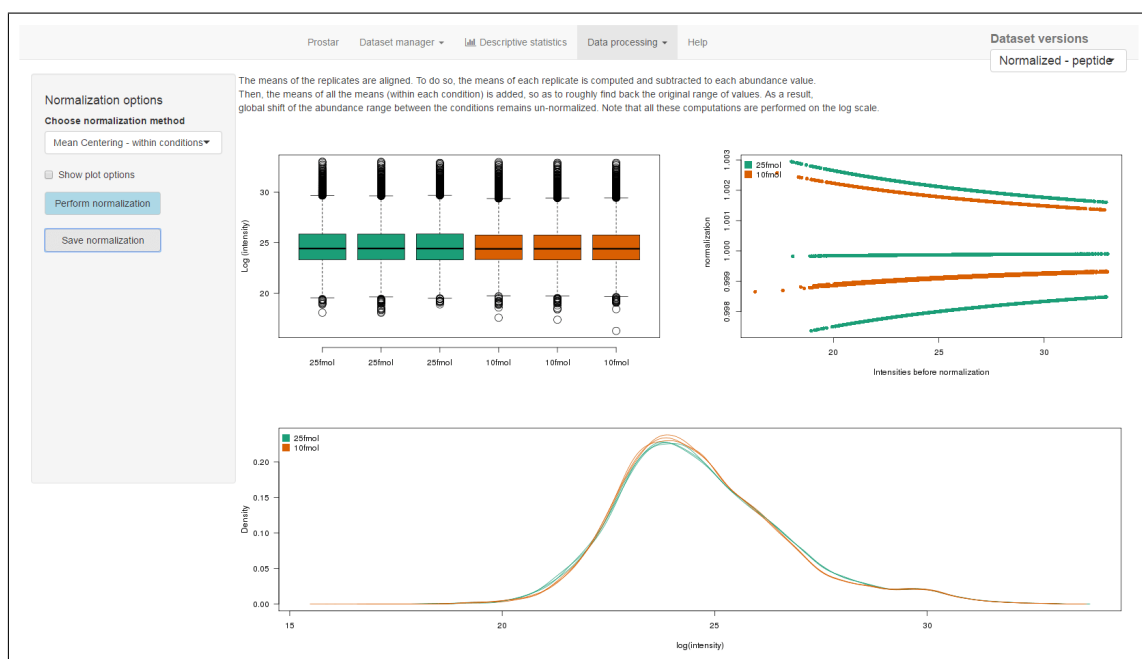 Prostar Dataset manager Descriptive statistics Data processing Help
Dataset versions
Normalized - peptide
Normalization options
Choose normalization method
Mean Centering - within conditions
Show plot options
Perform normalization
Save normalization
The means of the replicates are aligned. To do so, the means of each replicate is computed and subtracted to each abundance value.
Then, the means of all the means (within each condition) is added, so as to roughly find back the original range of values. As a result,
global shift of the abundance range between the conditions remains un-normalized. Note that all these computations are performed on the log scale.
Log (intensity)
30
25
20
25fmol 25fmol 25fmol 10fmol 10fmol 10fmol
25fmol
10fmol
normalization
1.003
1.002
1.001
1.000
0.999
0.998
20 25 30
Intensities before normalization
25fmol
10fmol
Density
0.20
0.15
0.10
0.05
0.00
15 20 25 30
log(intensity)